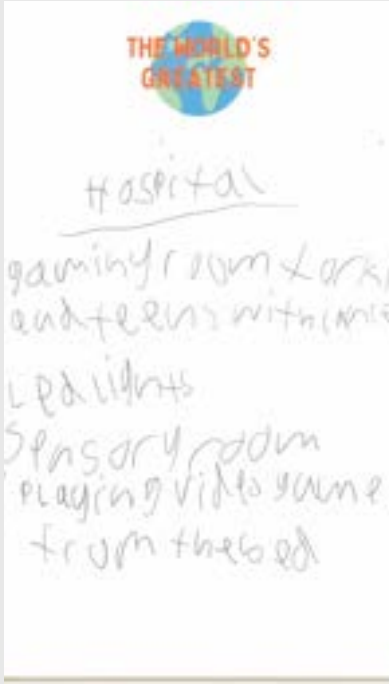 THE WORLD'S
GREATEST
Hospital
gaming room for
and teens with
Led lights
Sensory room
Playing video game
from the bed